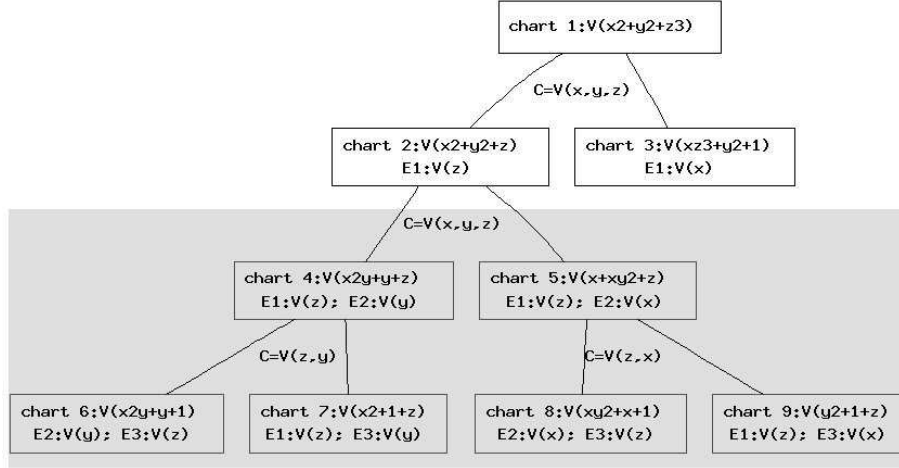 chart 1:V(x2+y2+z3)
C=V(x,y,z)
chart 2:V(x2+y2+z)
E1:V(z)
chart 3:V(xz3+y2+1)
E1:V(x)
C=V(x,y,z)
chart 4:V(x2y+y+z)
E1:V(z); E2:V(y)
chart 5:V(x+xy2+z)
E1:V(z); E2:V(x)
C=V(z,y)
C=V(z,x)
chart 6:V(x2y+y+1)
E2:V(y); E3:V(z)
chart 7:V(x2+1+z)
E1:V(z); E3:V(y)
chart 8:V(xy2+x+1)
E2:V(x); E3:V(z)
chart 9:V(y2+1+z)
E1:V(z); E3:V(x)